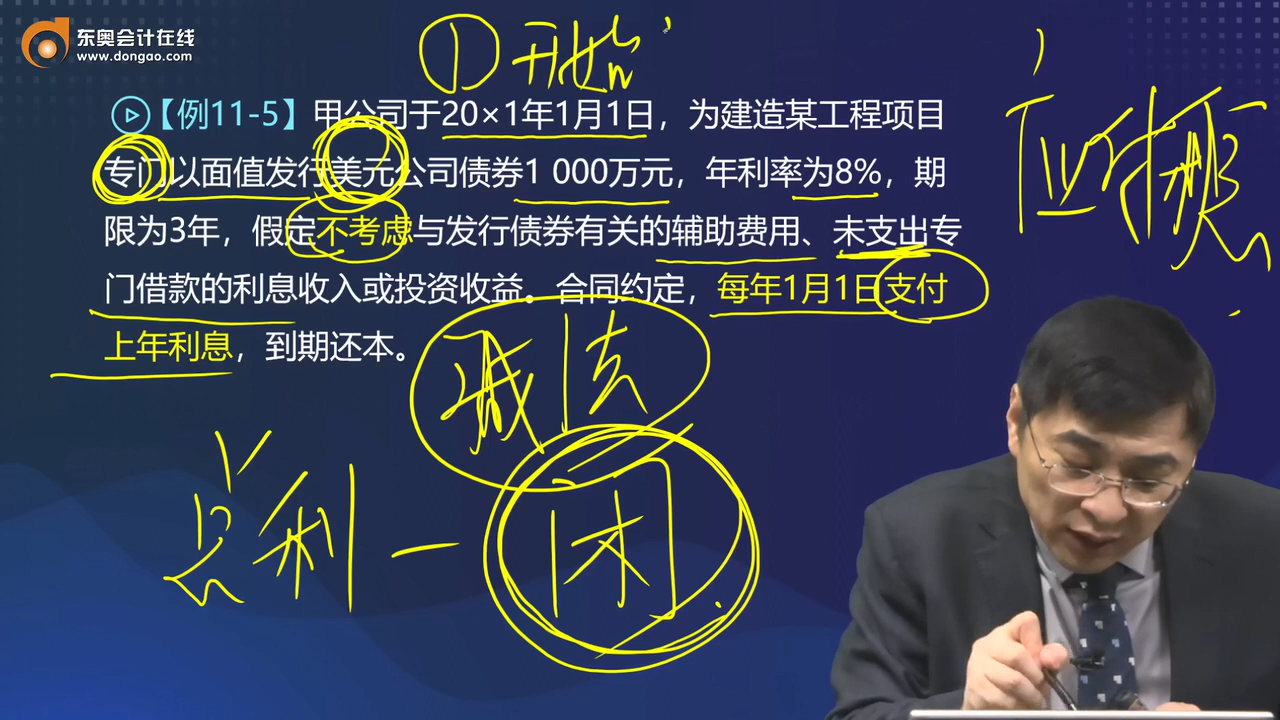 东奥会计在线
www.dongao.com
① 开始
【例11-5】甲公司于20×1年1月1日，为建造某工程项目
专门以面值发行美元公司债券1 000万元，年利率为8%，期
限为3年，假定不考虑与发行债券有关的辅助费用、未支出专
门借款的利息收入或投资收益。合同约定，每年1月1日支付
上年利息，到期还本。
减法
总利 — 闲